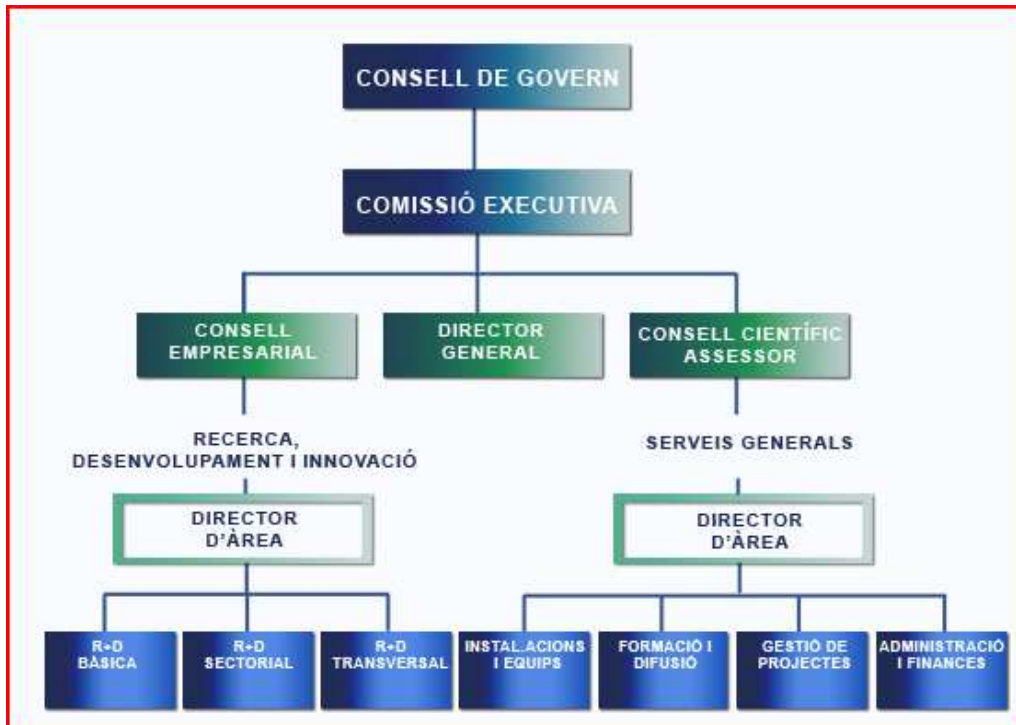 CONSELL DE GOVERN
COMISSIÓ EXECUTIVA
CONSELL
EMPRESARIAL
DIRECTOR
GENERAL
CONSELL CIENTÍFIC
ASSESSOR
RECERCA,
DESENVOLUPAMENT I INNOVACIÓ
SERVEIS GENERALS
DIRECTOR
D'ÀREA
DIRECTOR
D'ÀREA
R+D
BÀSICA
R+D
SECTORIAL
R+D
TRANSVERSAL
INSTAL.ACIONS
I EQUIPS
FORMACIÓ I
DIFUSIÓ
GESTIÓ DE
PROJECTES
ADMINISTRACIÓ
I FINANCES